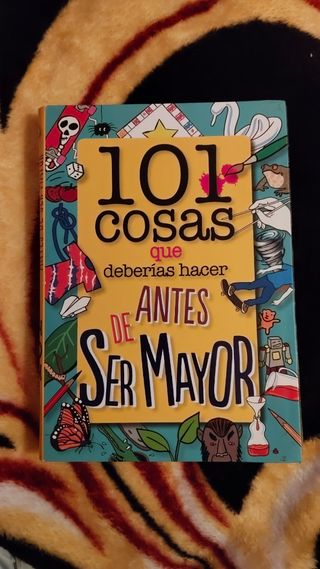 101
cosas
que
deberías hacer
ANTES
DE
SER MAYOR